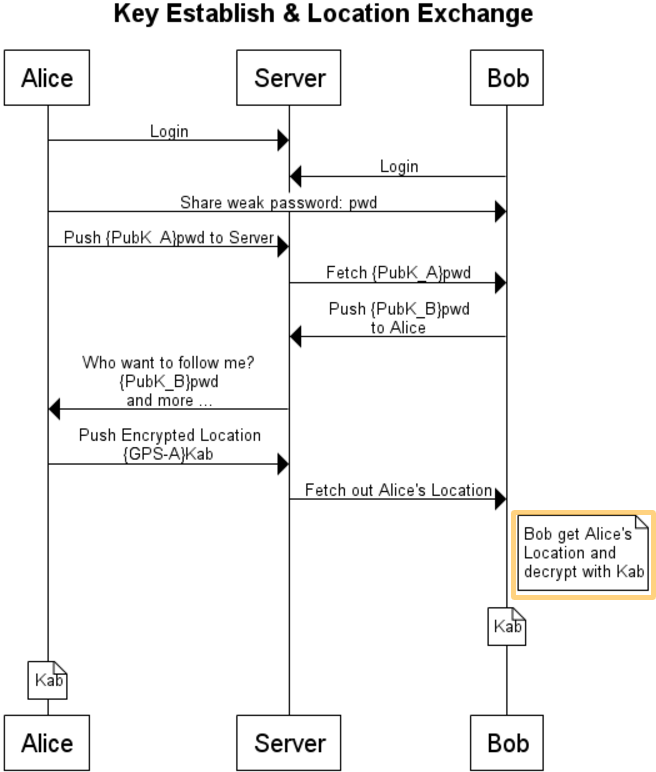 Key Establish & Location Exchange
Alice
Server
Bob
Login
Login
Share weak password: pwd
Push {PubK_A}pwd to Server
Fetch {PubK_A}pwd
Push {PubK_B}pwd
to Alice
Who want to follow me?
{PubK_B}pwd
and more ...
Push Encrypted Location
{GPS-A}Kab
Fetch out Alice's Location
Bob get Alice's
Location and
decrypt with Kab
Kab
Kab
Alice
Server
Bob